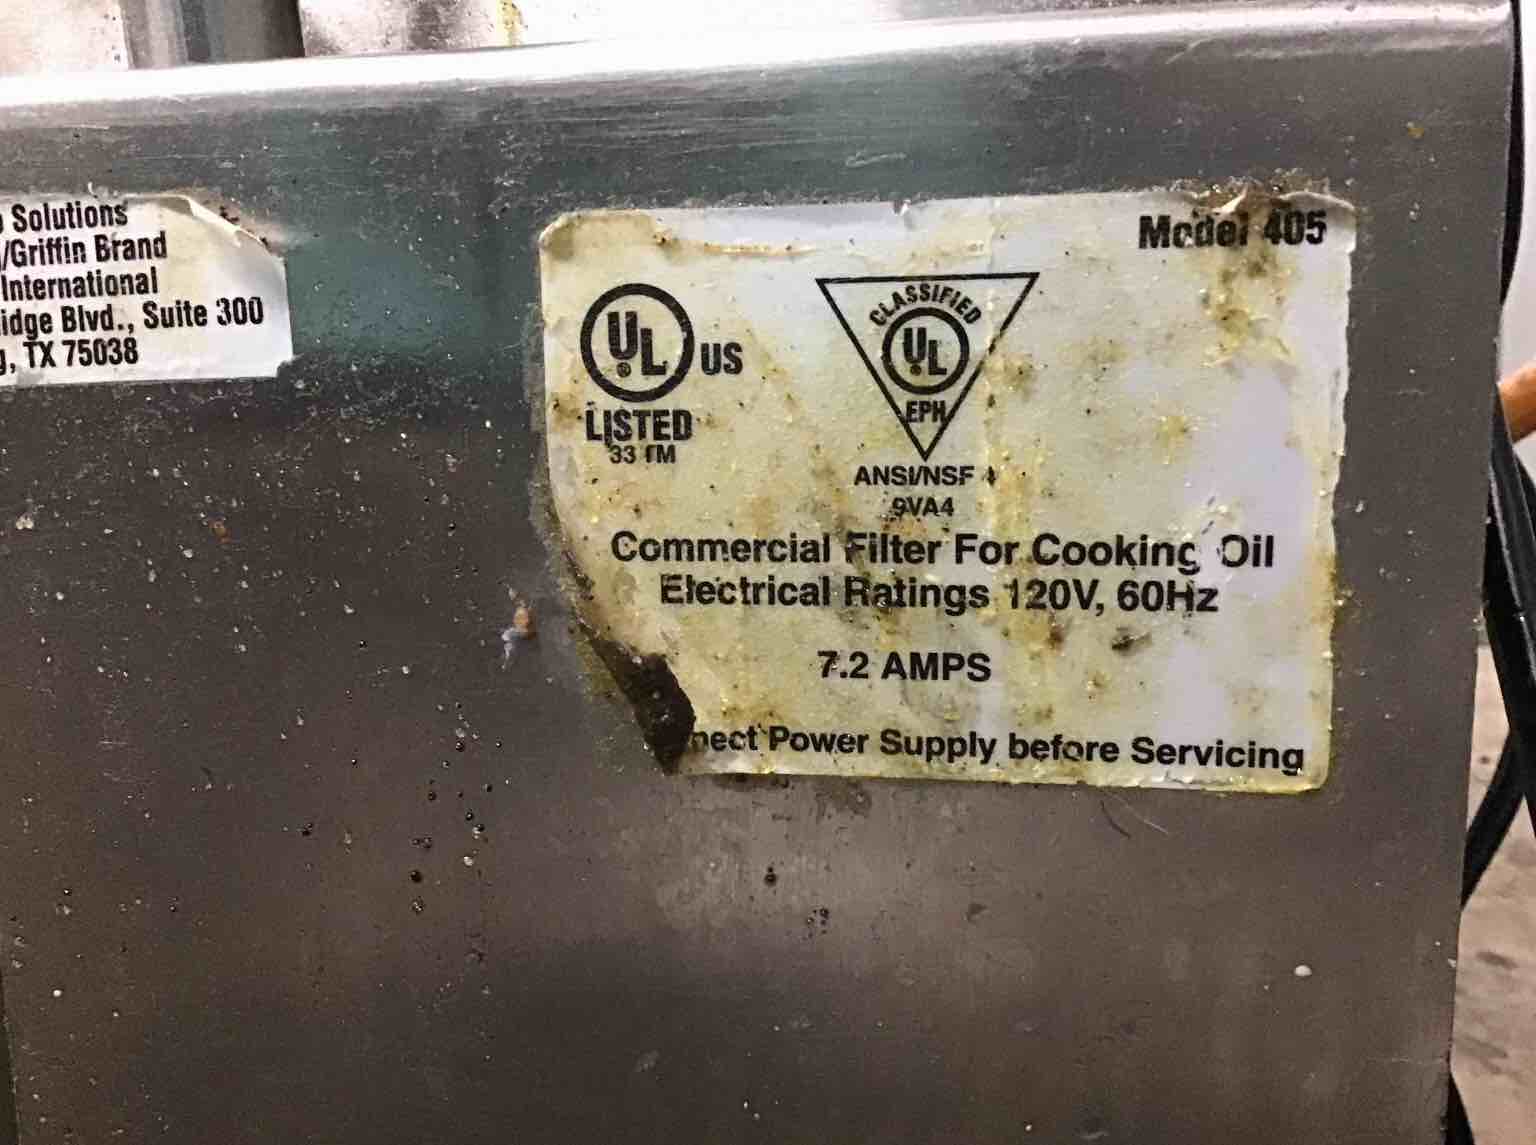 Solutions
/Griffin Brand
International
idge Blvd., Suite 300
, TX 75038
Model 405
UL US
LISTED
CLASSIFIED
UL
EPH
ANSI/NSF 4
9VA4
Commercial Filter For Cooking Oil
Electrical Ratings 120V, 60Hz
7.2 AMPS
nect Power Supply before Servicing